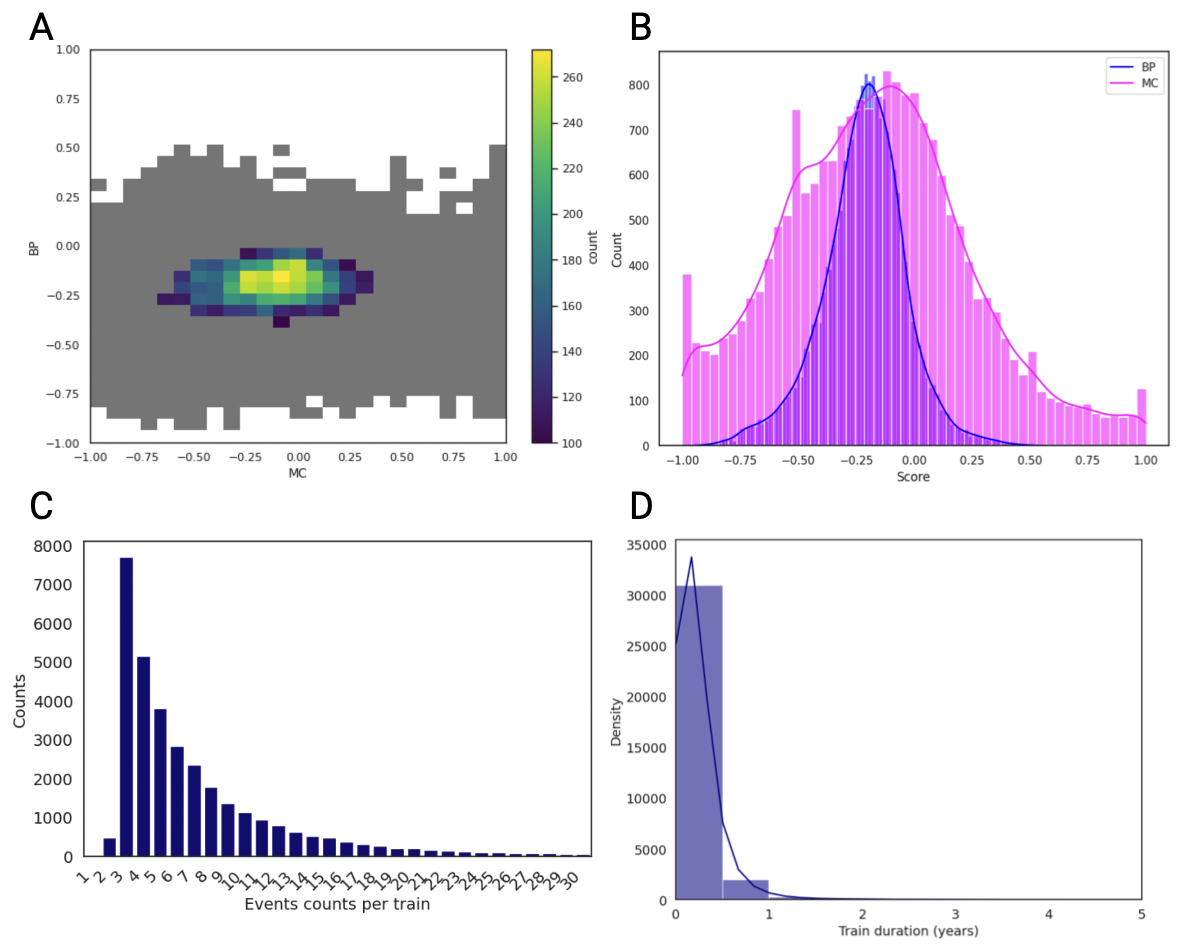 A
1.00
0.75
0.50
0.25
0.00
−0.25
−0.50
−0.75
−1.00
BP
−1.00 −0.75 −0.50 −0.25 0.00 0.25 0.50 0.75 1.00
MC
260
240
220
200
180
160
140
120
100
count
B
BP
MC
800
700
600
500
400
300
200
100
0
Count
−1.00 −0.75 −0.50 −0.25 0.00 0.25 0.50 0.75 1.00
Score
C
8000
7000
6000
5000
4000
3000
2000
1000
0
Counts
1 2 3 4 5 6 7 8 9 10 11 12 13 14 15 16 17 18 19 20 21 22 23 24 25 26 27 28 29 30
Events counts per train
D
35000
30000
25000
20000
15000
10000
5000
0
Density
0 1 2 3 4 5
Train duration (years)